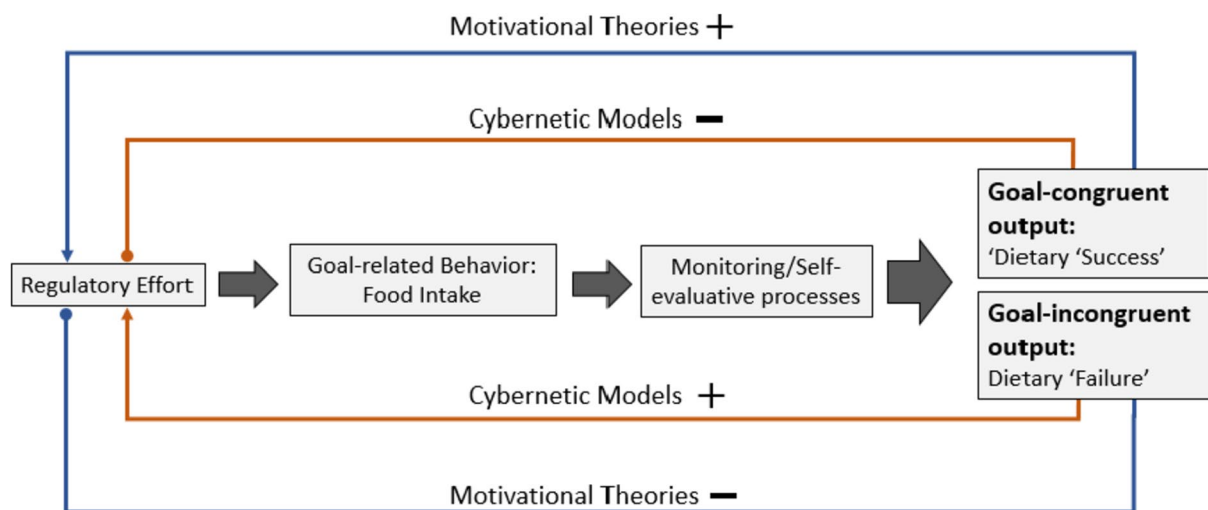 Motivational Theories +
Cybernetic Models −
Goal-congruent
output:
‘Dietary ‘Success’
Regulatory Effort
Goal-related Behavior:
Food Intake
Monitoring/Self-
evaluative processes
Goal-incongruent
output:
Dietary ‘Failure’
Cybernetic Models +
Motivational Theories −